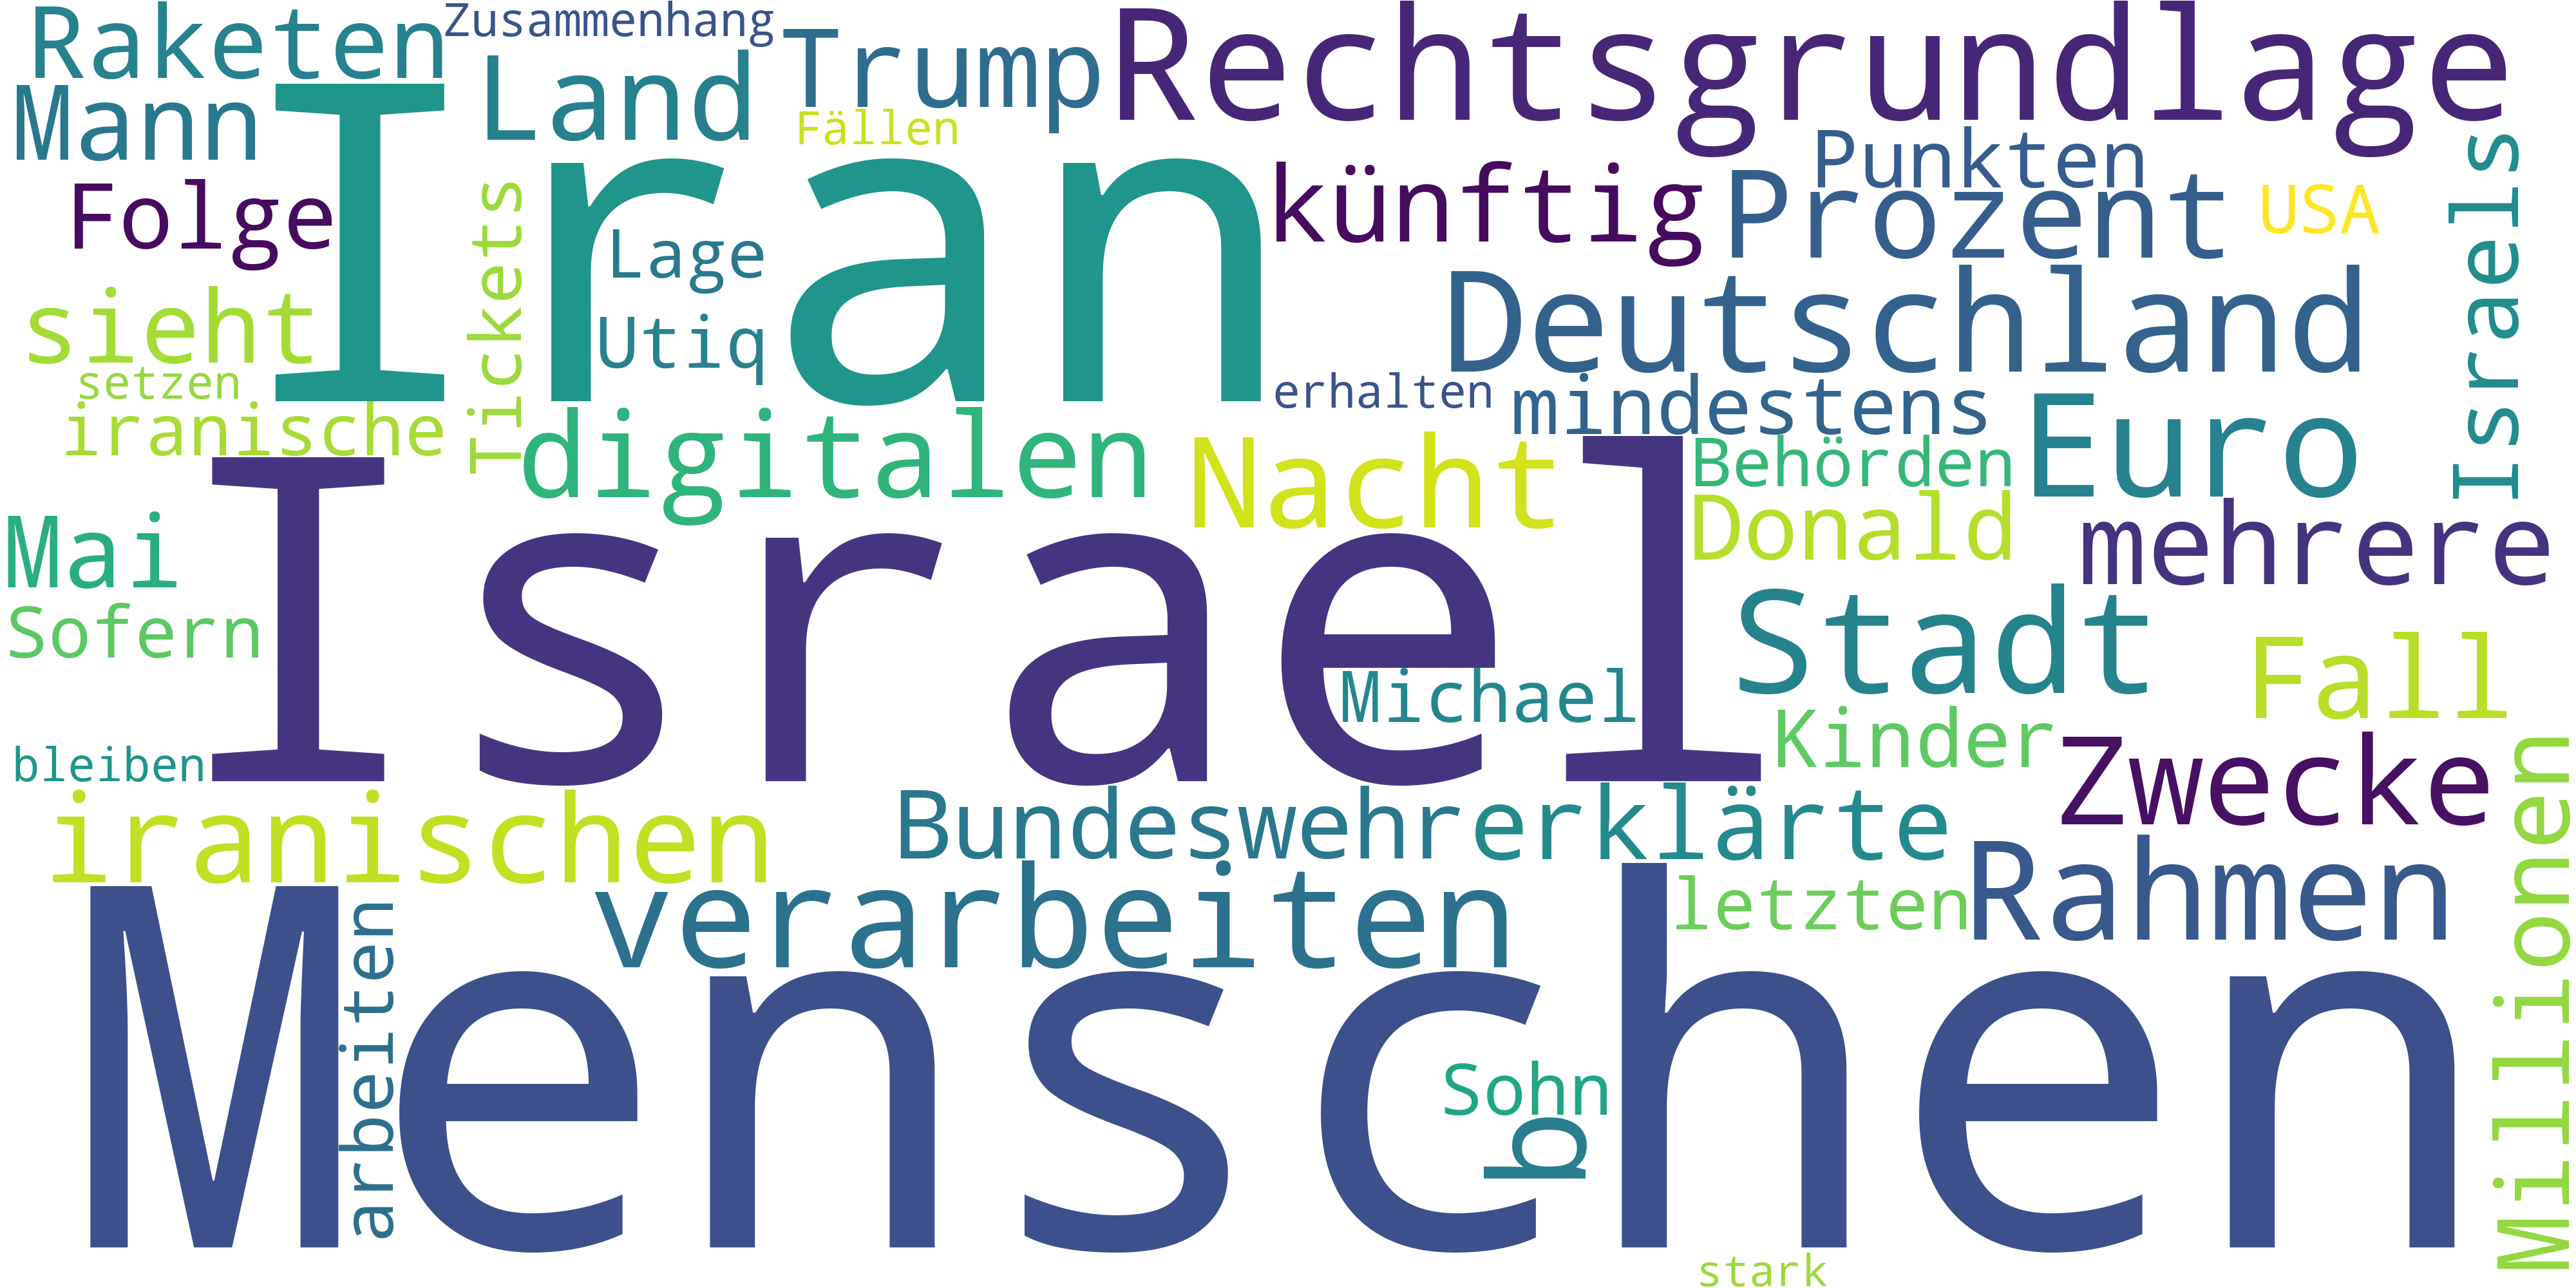 Raketen
Zusammenhang
Trump
Rechtsgrundlage
Mann
Iran
Land
Fällen
Punkten
Israels
Folge
Tickets
Lage
künftig
Prozent
USA
sieht
Utiq
Deutschland
setzen
erhalten
mindestens
iranische
digitalen
Nacht
Behörden
Euro
Israel
Donald
mehrere
Mai
Sofern
Stadt
Michael
Fall
bleiben
Kinder
Zwecke
Millionen
iranischen
Bundeswehr
erklärte
verarbeiten
letzten
Rahmen
Menschen
arbeiten
Sohn
b
stark